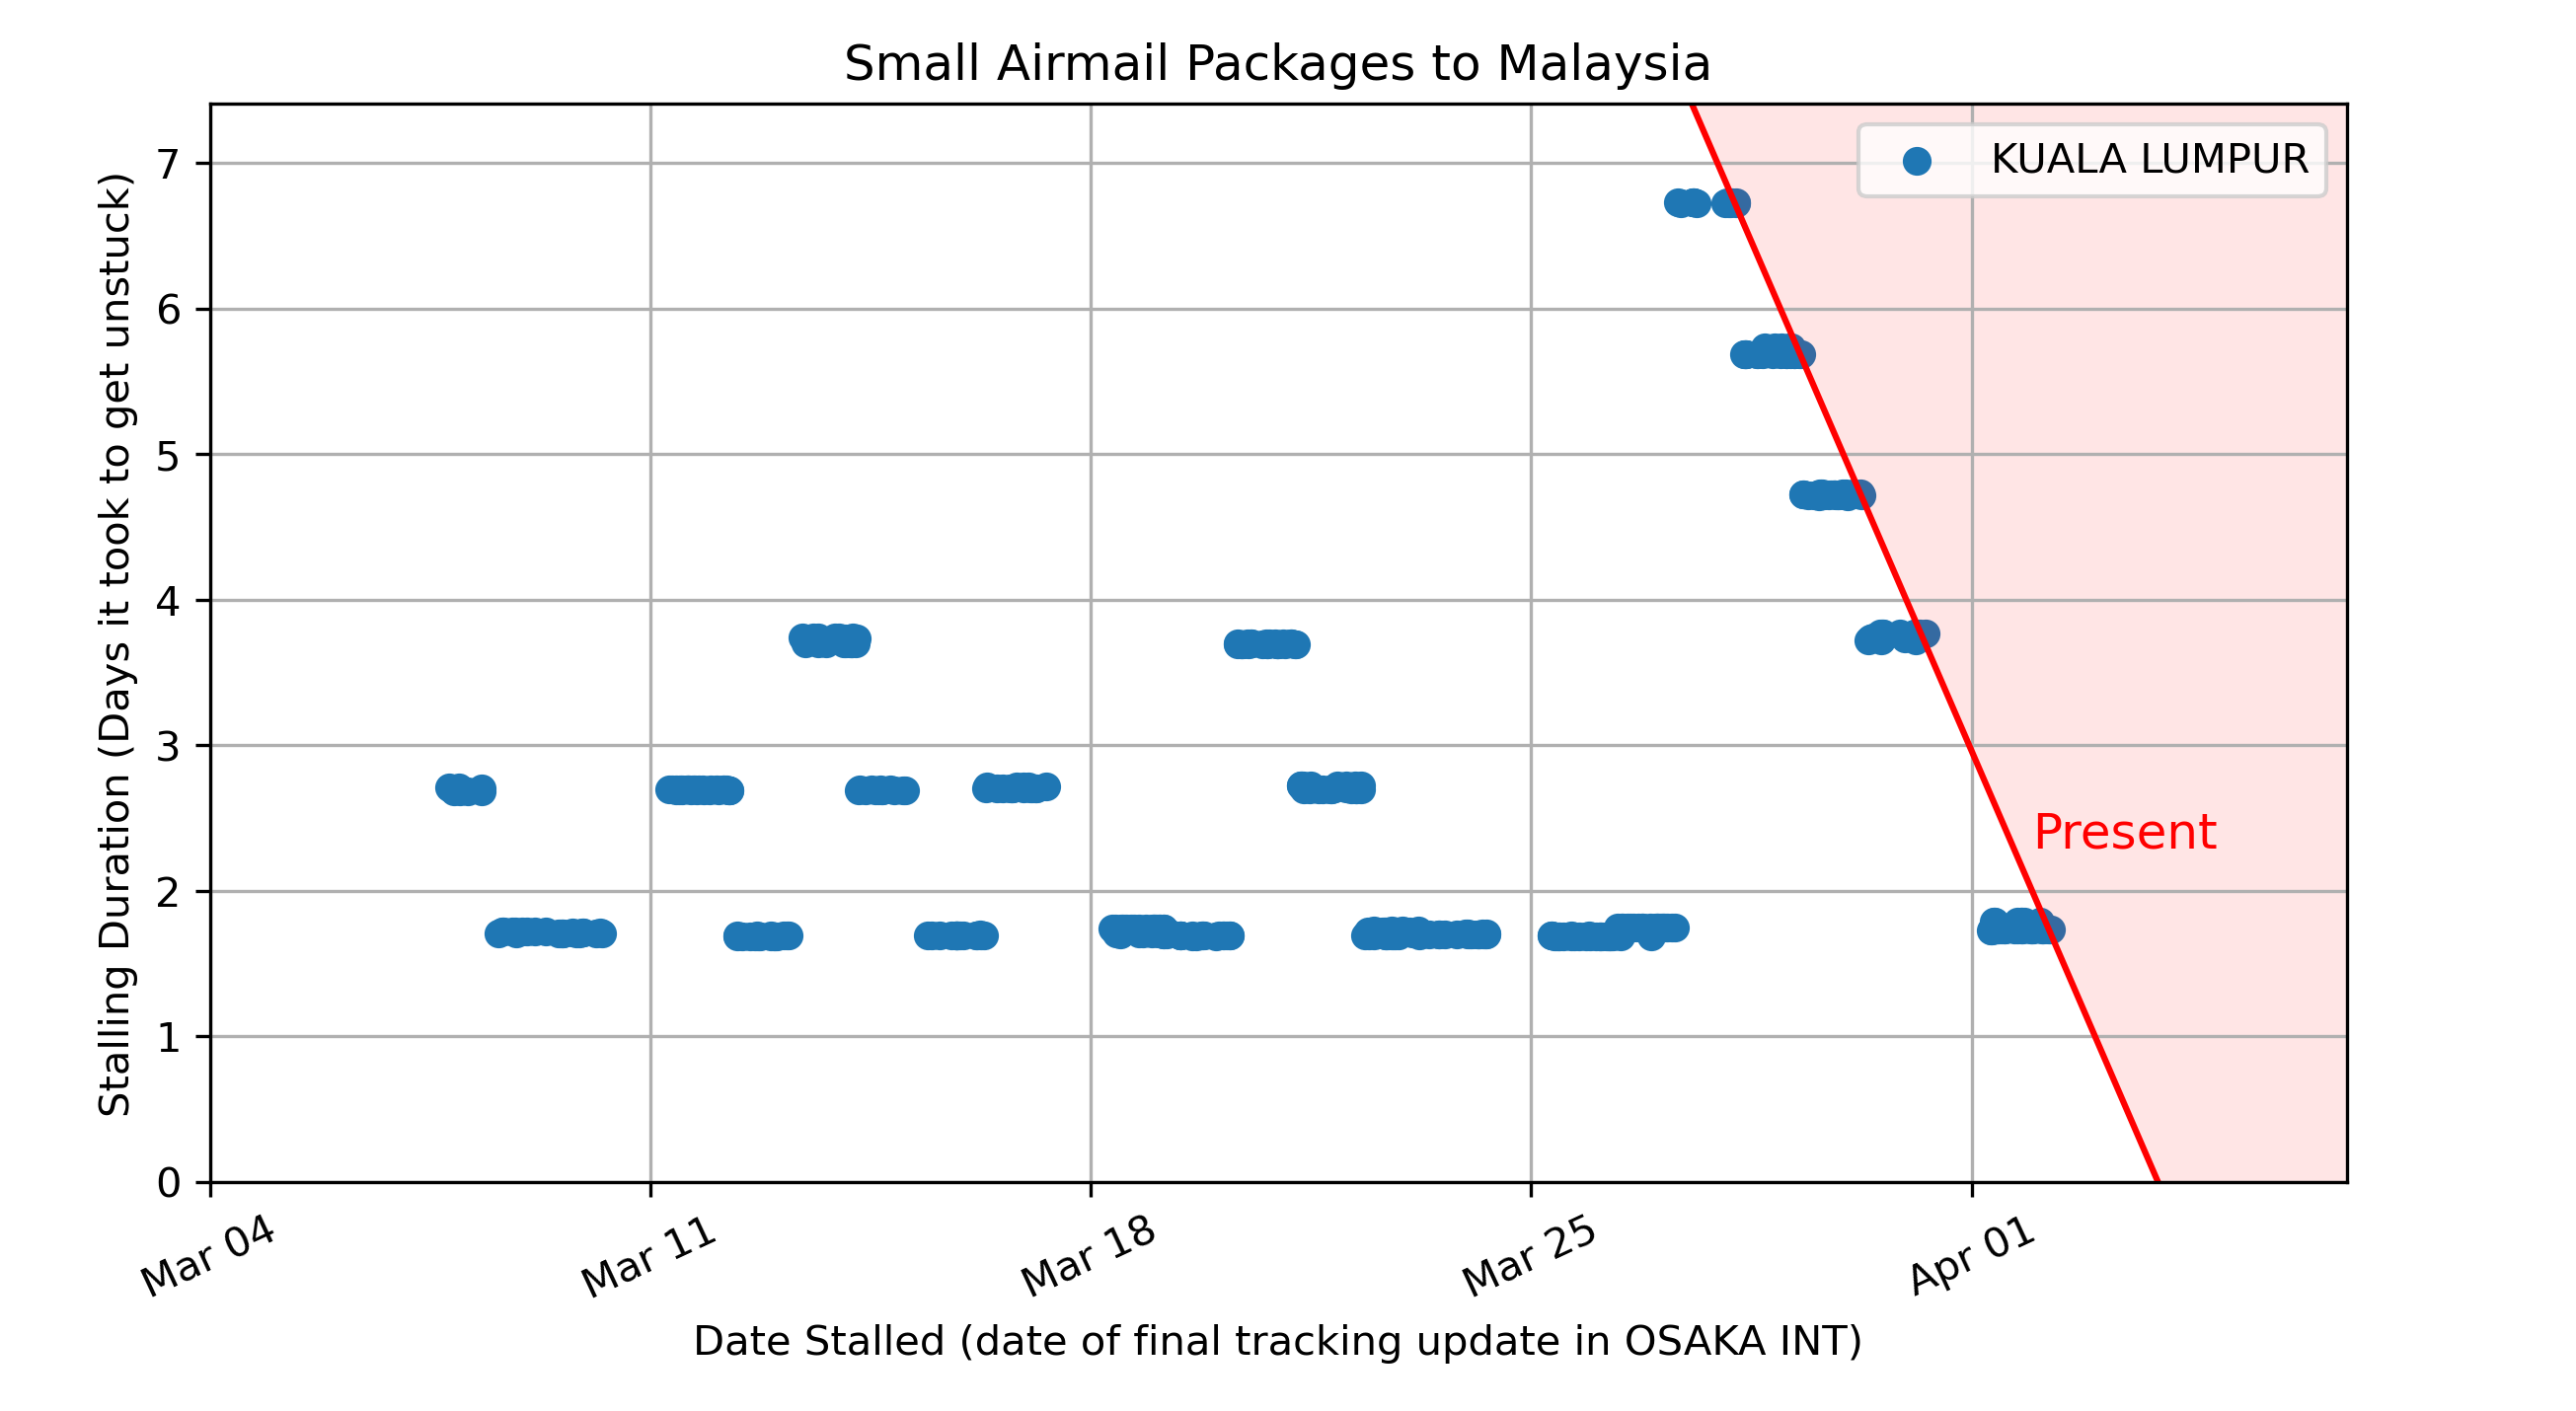 Small Airmail Packages to Malaysia
KUALA LUMPUR
Stalling Duration (Days it took to get unstuck)
7
6
5
4
3
2
1
0
Present
Mar 04
Mar 11
Mar 18
Mar 25
Apr 01
Date Stalled (date of final tracking update in OSAKA INT)